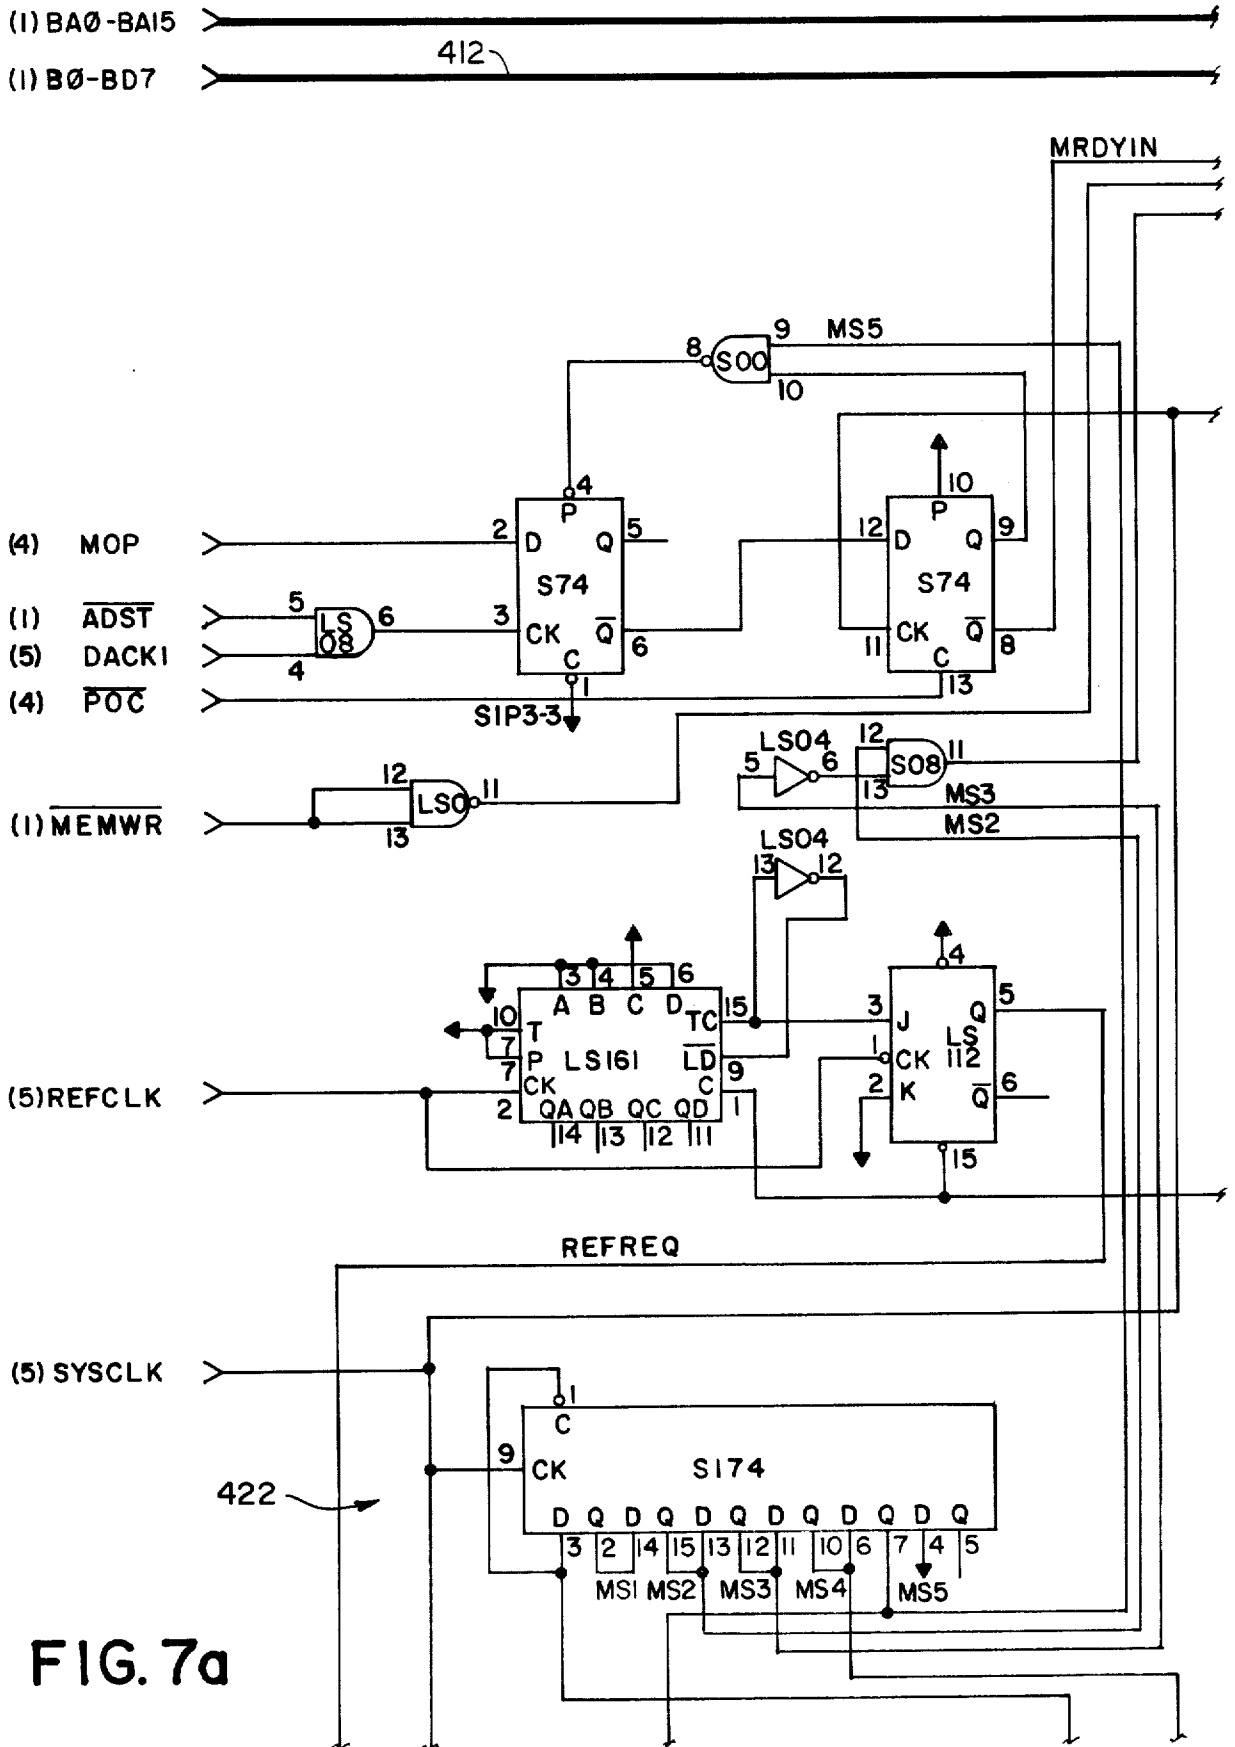 (1) BAØ-BA15
412
(1) BØ-BD7
MRDYIN
9 MS5
8 S00
10
4 10
P P
(4) MOP 2 D Q 5 12 D Q 9
S74 S74
(1) ADST 5 LS 08 6 3 CK Q 6 11 CK Q 8
(5) DACK1 4 C 1 C 13
(4) POC
SIP3-3
LS04 12 11
5 6 S08
13
12 11 MS3
(1) MEMWR LS0 MS2
13
LS04
13 12
3 4 5 6 4
A B C D 15 3 5
10 T TC J Q
7 P LS161 LD 1 CK LS 112
7 9
(5) REFCLK CK C 2 K Q 6
2 QA QB QC QD 1
14 13 12 11 15
REFREQ
(5) SYSCLK
1
C
9 CK S174
422
D Q D Q D Q D Q D Q D Q
3 2 14 15 13 12 11 10 6 7 4 5
MS1 MS2 MS3 MS4 MS5
FIG. 7a